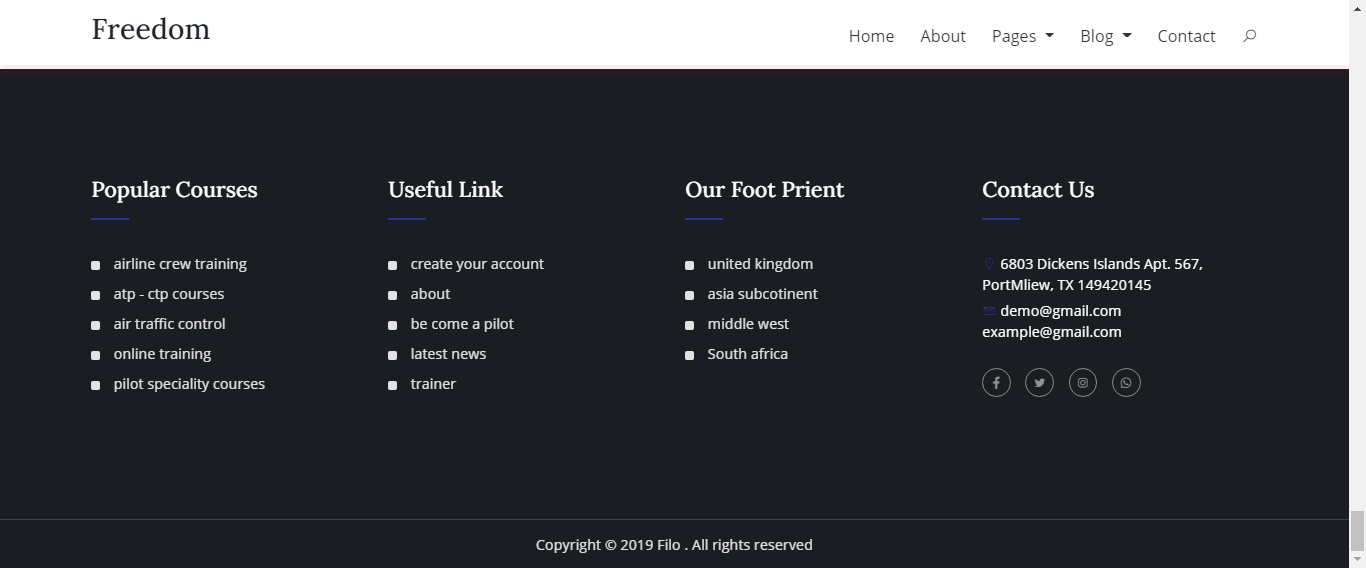 Freedom
Home
About
Pages
Blog
Contact
Popular Courses
airline crew training
atp - ctp courses
air traffic control
online training
pilot speciality courses
Useful Link
create your account
about
be come a pilot
latest news
trainer
Our Foot Prient
united kingdom
asia subcotinent
middle west
South africa
Contact Us
6803 Dickens Islands Apt. 567,
PortMliew, TX 149420145
demo@gmail.com
example@gmail.com
Copyright © 2019 Filo . All rights reserved